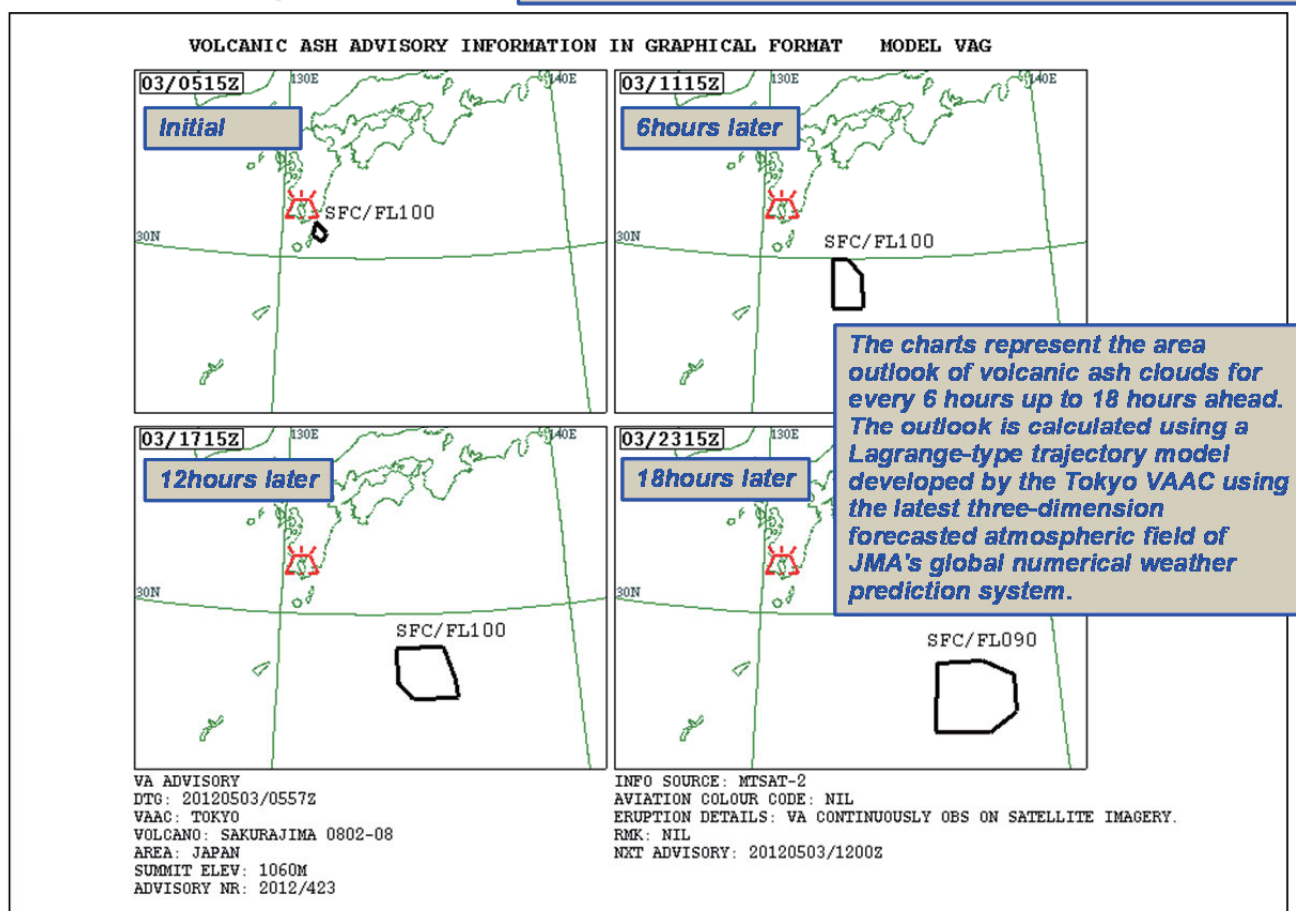 VOLCANIC ASH ADVISORY INFORMATION IN GRAPHICAL FORMAT MODEL VAG
03/0515Z
130E
140E
Initial
SFC/FL100
30N
03/1115Z
130E
140E
6hours later
SFC/FL100
30N
03/1715Z
130E
140E
12hours later
30N
SFC/FL100
03/2315Z
130E
18hours later
30N
SFC/FL090
The charts represent the area
outlook of volcanic ash clouds for
every 6 hours up to 18 hours ahead.
The outlook is calculated using a
Lagrange-type trajectory model
developed by the Tokyo VAAC using
the latest three-dimension
forecasted atmospheric field of
JMA's global numerical weather
prediction system.
VA ADVISORY
DTG: 20120503/0557Z
VAAC: TOKYO
VOLCANO: SAKURAJIMA 0802-08
AREA: JAPAN
SUMMIT ELEV: 1060M
ADVISORY NR: 2012/423
INFO SOURCE: MTSAT-2
AVIATION COLOUR CODE: NIL
ERUPTION DETAILS: VA CONTINUOUSLY OBS ON SATELLITE IMAGERY.
RMK: NIL
NXT ADVISORY: 20120503/1200Z